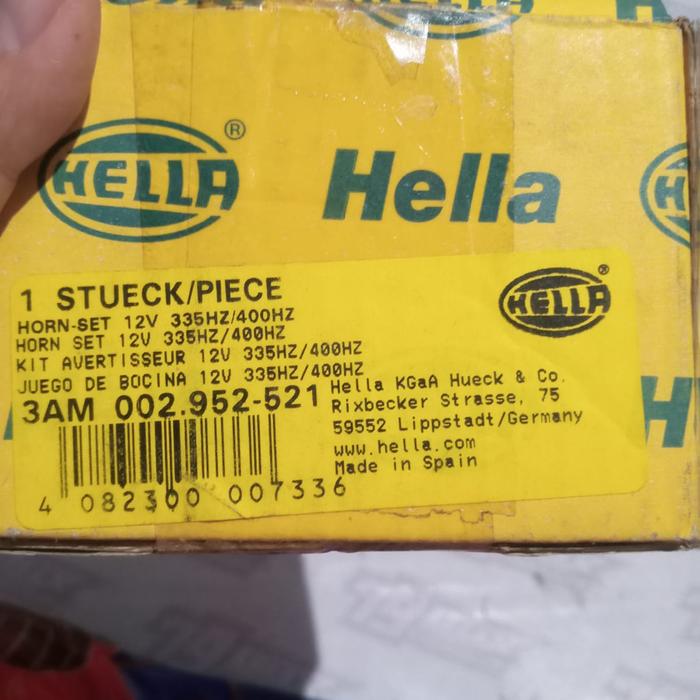 HELLA ®
Hella
H
1 STUECK/PIECE
HELLA ®
HORN-SET 12V 335HZ/400HZ
HORN SET 12V 335HZ/400HZ
KIT AVERTISSEUR 12V 335HZ/400HZ
JUEGO DE BOCINA 12V 335HZ/400HZ
3AM 002.952-521
Hella KGaA Hueck & Co.
Rixbecker Strasse, 75
59552 Lippstadt/Germany
www.hella.com
Made in Spain
4 082300 007336
H